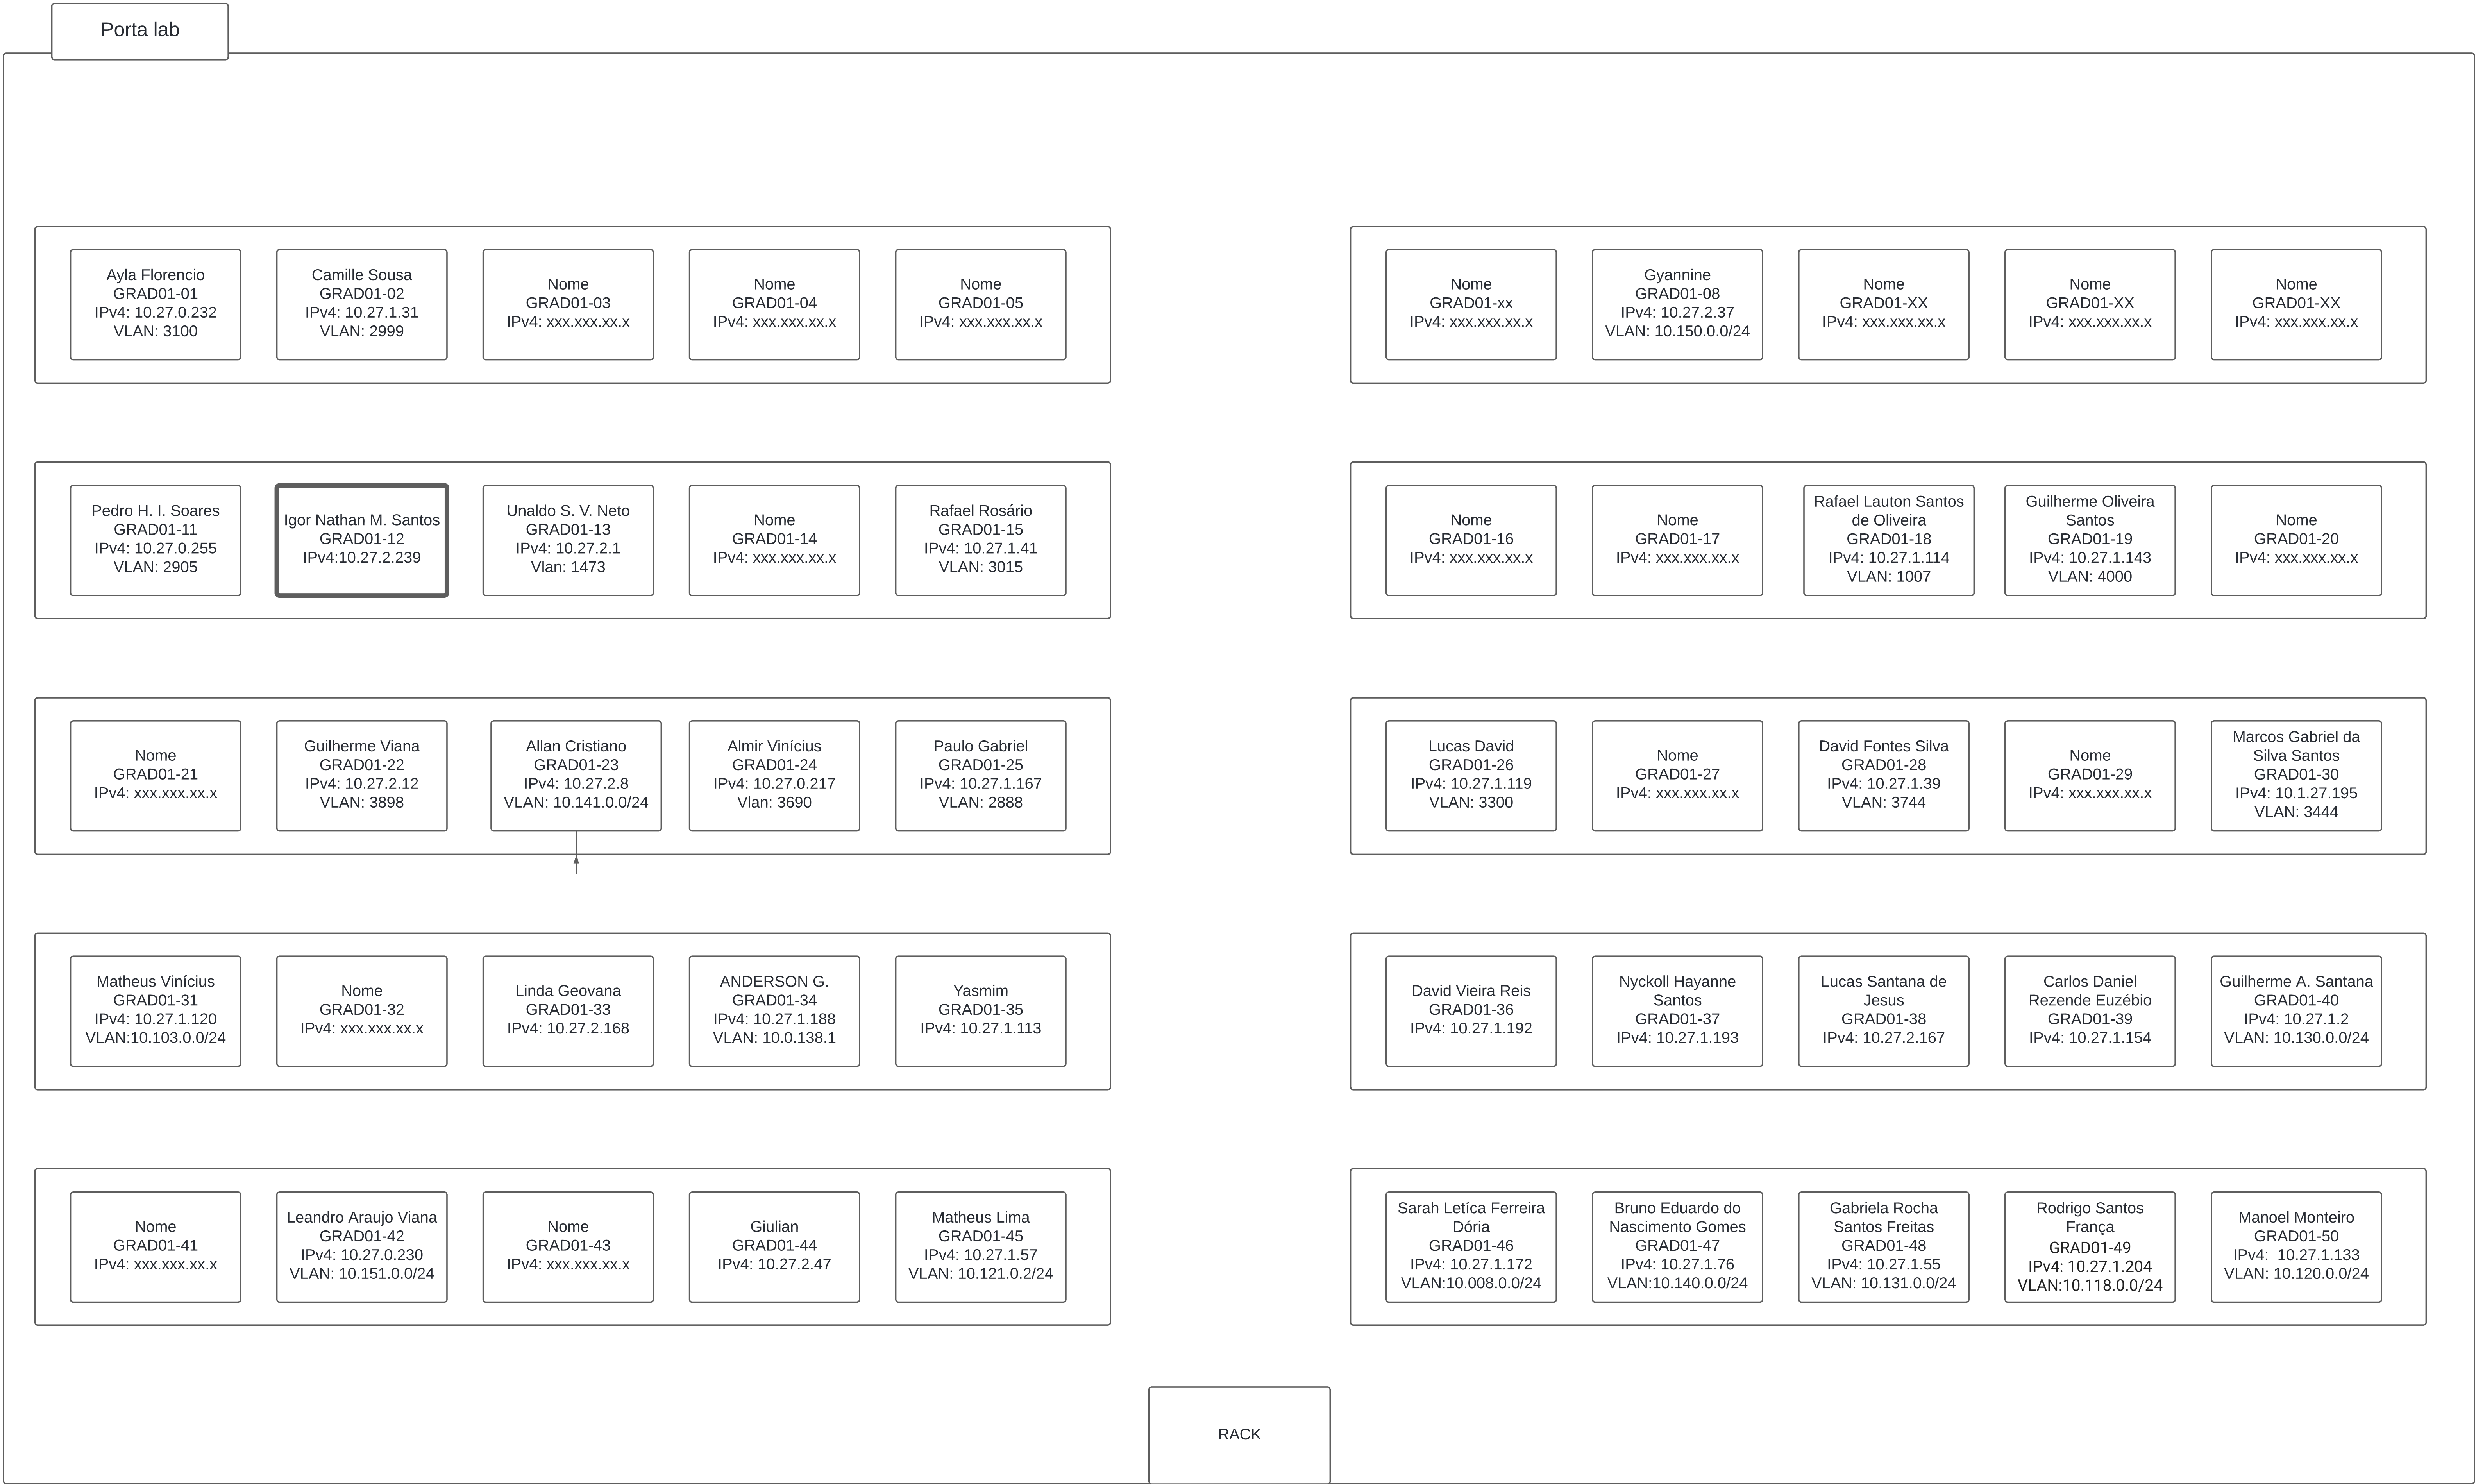 Porta lab
Ayla Florencio
GRAD01-01
IPv4: 10.27.0.232
VLAN: 3100
Camille Sousa
GRAD01-02
IPv4: 10.27.1.31
VLAN: 2999
Nome
GRAD01-03
IPv4: xxx.xxx.xx.x
Nome
GRAD01-04
IPv4: xxx.xxx.xx.x
Nome
GRAD01-05
IPv4: xxx.xxx.xx.x
Nome
GRAD01-xx
IPv4: xxx.xxx.xx.x
Gyannine
GRAD01-08
IPv4: 10.27.2.37
VLAN: 10.150.0.0/24
Nome
GRAD01-XX
IPv4: xxx.xxx.xx.x
Nome
GRAD01-XX
IPv4: xxx.xxx.xx.x
Nome
GRAD01-XX
IPv4: xxx.xxx.xx.x
Pedro H. I. Soares
GRAD01-11
IPv4: 10.27.0.255
VLAN: 2905
Igor Nathan M. Santos
GRAD01-12
IPv4:10.27.2.239
Unaldo S. V. Neto
GRAD01-13
IPv4: 10.27.2.1
Vlan: 1473
Nome
GRAD01-14
IPv4: xxx.xxx.xx.x
Rafael Rosário
GRAD01-15
IPv4: 10.27.1.41
VLAN: 3015
Nome
GRAD01-16
IPv4: xxx.xxx.xx.x
Nome
GRAD01-17
IPv4: xxx.xxx.xx.x
Rafael Lauton Santos
de Oliveira
GRAD01-18
IPv4: 10.27.1.114
VLAN: 1007
Guilherme Oliveira
Santos
GRAD01-19
IPv4: 10.27.1.143
VLAN: 4000
Nome
GRAD01-20
IPv4: xxx.xxx.xx.x
Nome
GRAD01-21
IPv4: xxx.xxx.xx.x
Guilherme Viana
GRAD01-22
IPv4: 10.27.2.12
VLAN: 3898
Allan Cristiano
GRAD01-23
IPv4: 10.27.2.8
VLAN: 10.141.0.0/24
Almir Vinícius
GRAD01-24
IPv4: 10.27.0.217
Vlan: 3690
Paulo Gabriel
GRAD01-25
IPv4: 10.27.1.167
VLAN: 2888
Lucas David
GRAD01-26
IPv4: 10.27.1.119
VLAN: 3300
Nome
GRAD01-27
IPv4: xxx.xxx.xx.x
David Fontes Silva
GRAD01-28
IPv4: 10.27.1.39
VLAN: 3744
Nome
GRAD01-29
IPv4: xxx.xxx.xx.x
Marcos Gabriel da
Silva Santos
GRAD01-30
IPv4: 10.1.27.195
VLAN: 3444
Matheus Vinícius
GRAD01-31
IPv4: 10.27.1.120
VLAN:10.103.0.0/24
Nome
GRAD01-32
IPv4: xxx.xxx.xx.x
Linda Geovana
GRAD01-33
IPv4: 10.27.2.168
ANDERSON G.
GRAD01-34
IPv4: 10.27.1.188
VLAN: 10.0.138.1
Yasmim
GRAD01-35
IPv4: 10.27.1.113
David Vieira Reis
GRAD01-36
IPv4: 10.27.1.192
Nyckoll Hayanne
Santos
GRAD01-37
IPv4: 10.27.1.193
Lucas Santana de
Jesus
GRAD01-38
IPv4: 10.27.2.167
Carlos Daniel
Rezende Euzébio
GRAD01-39
IPv4: 10.27.1.154
Guilherme A. Santana
GRAD01-40
IPv4: 10.27.1.2
VLAN: 10.130.0.0/24
Nome
GRAD01-41
IPv4: xxx.xxx.xx.x
Leandro Araujo Viana
GRAD01-42
IPv4: 10.27.0.230
VLAN: 10.151.0.0/24
Nome
GRAD01-43
IPv4: xxx.xxx.xx.x
Giulian
GRAD01-44
IPv4: 10.27.2.47
Matheus Lima
GRAD01-45
IPv4: 10.27.1.57
VLAN: 10.121.0.2/24
Sarah Letíca Ferreira
Dória
GRAD01-46
IPv4: 10.27.1.172
VLAN:10.008.0.0/24
Bruno Eduardo do
Nascimento Gomes
GRAD01-47
IPv4: 10.27.1.76
VLAN:10.140.0.0/24
Gabriela Rocha
Santos Freitas
GRAD01-48
IPv4: 10.27.1.55
VLAN: 10.131.0.0/24
Rodrigo Santos
França
GRAD01-49
IPv4: 10.27.1.204
VLAN:10.118.0.0/24
Manoel Monteiro
GRAD01-50
IPv4:  10.27.1.133
VLAN: 10.120.0.0/24
RACK